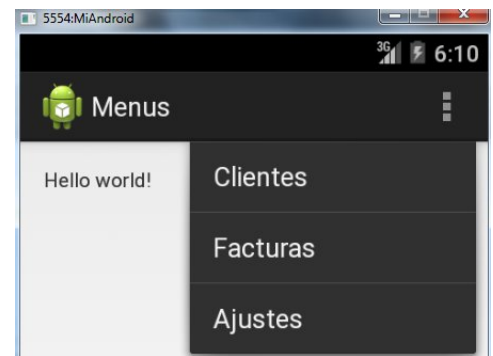 5554:MiAndroid
3G 6:10
Menus
Hello world!
Clientes
Facturas
Ajustes